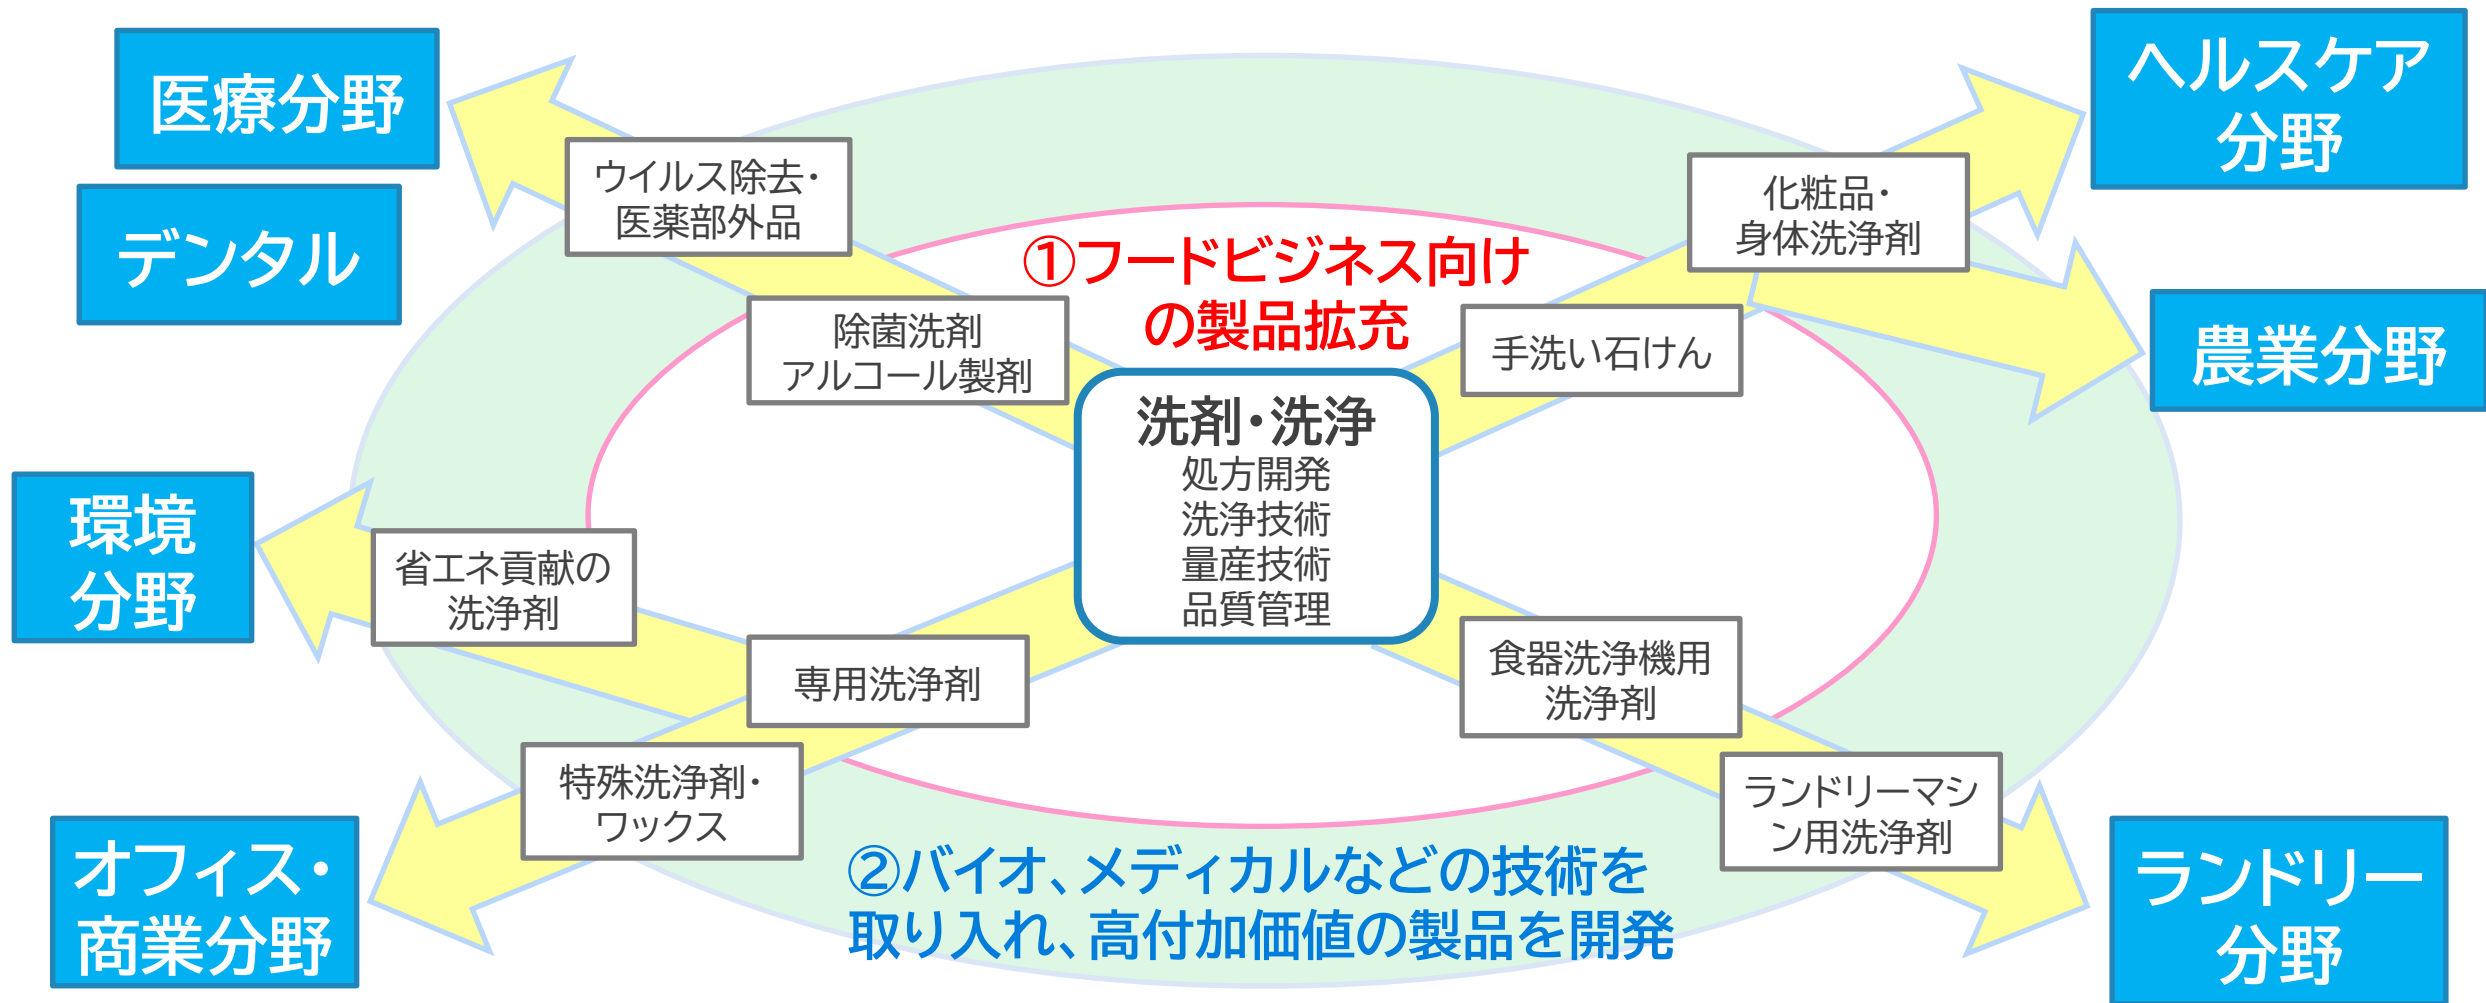 医療分野
デンタル
ヘルスケア
分野
農業分野
環境
分野
オフィス・
商業分野
ランドリー
分野
ウイルス除去・
医薬部外品
除菌洗剤
アルコール製剤
化粧品・
身体洗浄剤
手洗い石けん
①フードビジネス向け
の製品拡充
洗剤・洗浄
処方開発
洗浄技術
量産技術
品質管理
省エネ貢献の
洗浄剤
専用洗浄剤
特殊洗浄剤・
ワックス
食器洗浄機用
洗浄剤
ランドリーマシ
ン用洗浄剤
②バイオ、メディカルなどの技術を
取り入れ、高付加価値の製品を開発